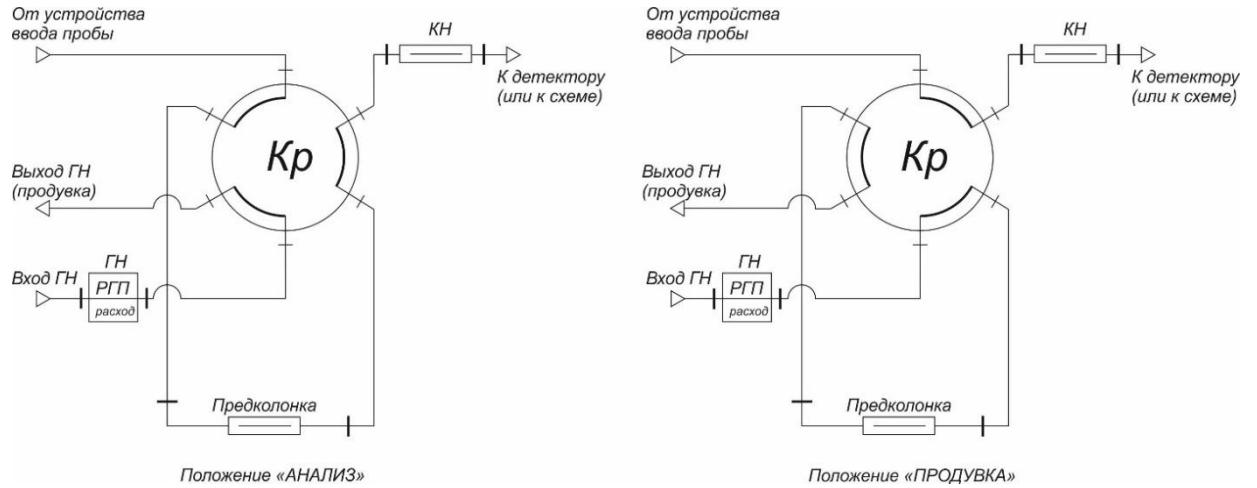 От устройства
ввода пробы
КН
К детектору
(или к схеме)
Кр
Выход ГН
(продувка)
Вход ГН
ГН
РГП
расход
Предколонка
Положение «АНАЛИЗ»
От устройства
ввода пробы
КН
К детектору
(или к схеме)
Кр
Выход ГН
(продувка)
Вход ГН
ГН
РГП
расход
Предколонка
Положение «ПРОДУВКА»